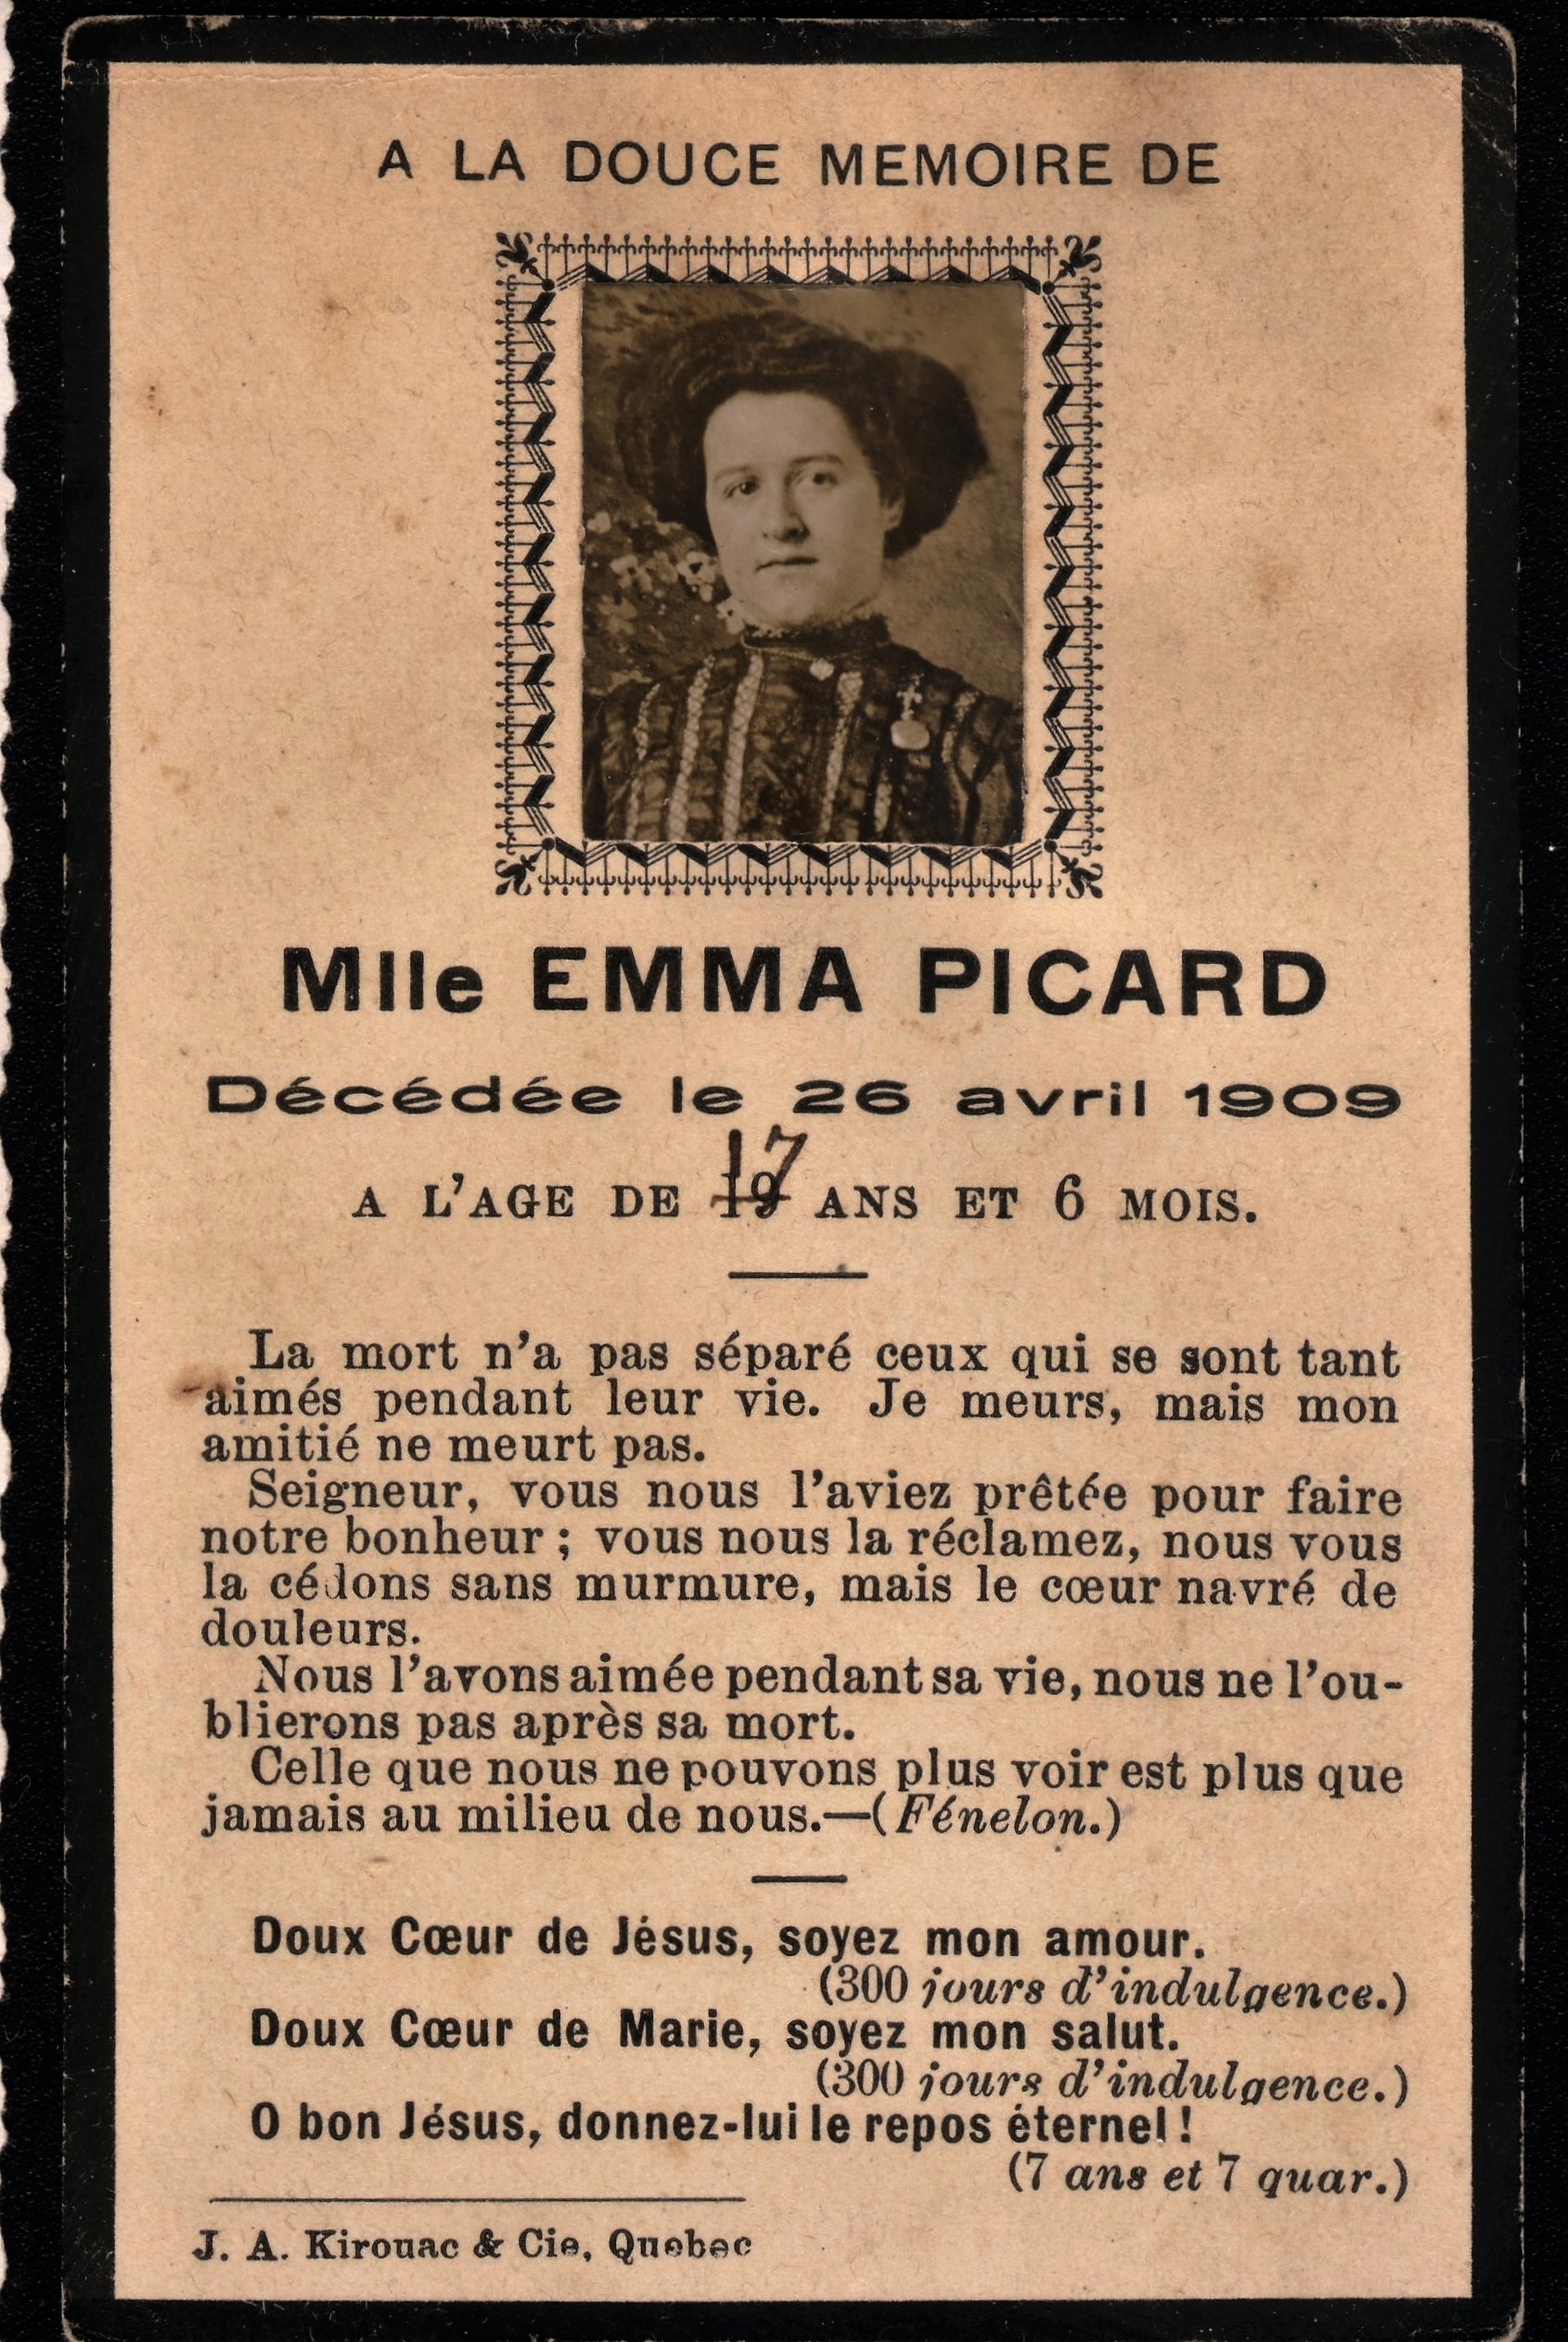 A LA DOUCE MEMOIRE DE
Mlle EMMA PICARD
Décédée le 26 avril 1909
17
A L'AGE DE 19 ANS ET 6 MOIS.
La mort n'a pas séparé ceux qui se sont tant
aimés pendant leur vie. Je meurs, mais mon
amitié ne meurt pas.
Seigneur, vous nous l'aviez prêtée pour faire
notre bonheur ; vous nous la réclamez, nous vous
la cédons sans murmure, mais le cœur navré de
douleurs.
Nous l'avons aimée pendant sa vie, nous ne l'ou-
blierons pas après sa mort.
Celle que nous ne pouvons plus voir est plus que
jamais au milieu de nous.—(Fénelon.)
Doux Cœur de Jésus, soyez mon amour.
(300 jours d'indulgence.)
Doux Cœur de Marie, soyez mon salut.
(300 jours d'indulgence.)
O bon Jésus, donnez-lui le repos éternel !
(7 ans et 7 quar.)
J. A. Kirouac & Cie, Quebec